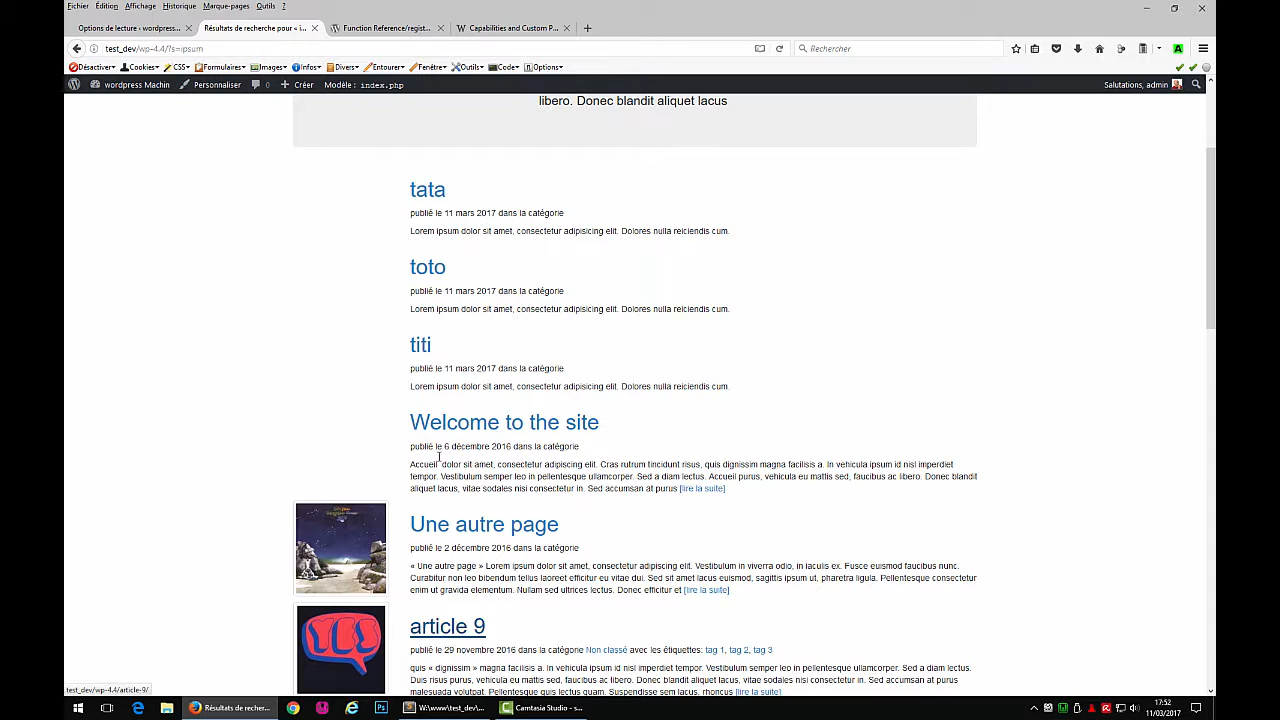 Fichier Édition Affichage Historique Marque-pages Outils ?
Options de lecture ‹ wordpress... Résultats de recherche pour « i... Function Reference/regist... Capabilities and Custom P...
test_dev/wp-4.4/?s=ipsum Rechercher
Désactiver Cookies CSS Formulaires Images Infos Divers Entourer Fenêtre Outils Code Options
wordpress Machin Personnaliser 0 Créer Modèle : index.php Salutations, admin
libero. Donec blandit aliquet lacus
tata
publié le 11 mars 2017 dans la catégorie
Lorem ipsum dolor sit amet, consectetur adipisicing elit. Dolores nulla reiciendis cum.
toto
publié le 11 mars 2017 dans la catégorie
Lorem ipsum dolor sit amet, consectetur adipisicing elit. Dolores nulla reiciendis cum.
titi
publié le 11 mars 2017 dans la catégorie
Lorem ipsum dolor sit amet, consectetur adipisicing elit. Dolores nulla reiciendis cum.
Welcome to the site
publié le 6 décembre 2016 dans la catégorie
Accueil dolor sit amet, consectetur adipiscing elit. Cras rutrum tincidunt risus, quis dignissim magna facilisis a. In vehicula ipsum id nisl imperdiet
tempor. Vestibulum semper leo in pellentesque ullamcorper. Sed a diam lectus. Accueil purus, vehicula eu mattis sed, faucibus ac libero. Donec blandit
aliquet lacus, vitae sodales nisi consectetur in. Sed accumsan at purus [lire la suite]
Une autre page
publié le 2 décembre 2016 dans la catégorie
« Une autre page » Lorem ipsum dolor sit amet, consectetur adipiscing elit. Vestibulum in viverra odio, in iaculis ex. Fusce euismod faucibus nunc.
Curabitur non leo bibendum tellus laoreet efficitur eu vitae dui. Sed sit amet lacus euismod, sagittis ipsum ut, pharetra ligula. Pellentesque consectetur
enim ut gravida elementum. Nullam sed ultrices lectus. Donec efficitur et [lire la suite]
YES
article 9
publié le 29 novembre 2016 dans la catégorie Non classé avec les étiquettes: tag 1, tag 2, tag 3
quis « dignissim » magna facilisis a. In vehicula ipsum id nisl imperdiet tempor. Vestibulum semper leo in pellentesque ullamcorper. Sed a diam lectus.
Duis risus purus, vehicula eu mattis sed, faucibus ac libero. Donec blandit aliquet lacus, vitae sodales nisi consectetur in. Sed accumsan at purus
malesuada volutpat. Pellentesque luctus quam. Suspendisse sem lacus, rhoncus [lire la suite]
test_dev/wp-4.4/article-9/
Résultats de recher... W:\www\test_dev\... Camtasia Studio - s... 17:52
11/03/2017